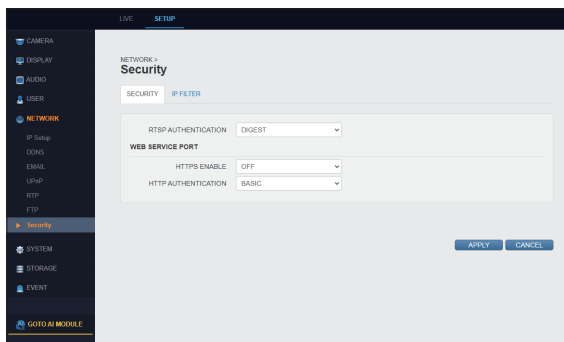 LIVE SETUP
CAMERA
DISPLAY
AUDIO
USER
NETWORK
IP Setup
DDNS
EMAIL
UPnP
RTP
FTP
Security
SYSTEM
STORAGE
EVENT
GOTO AI MODULE
NETWORK >
Security
SECURITY IP FILTER
RTSP AUTHENTICATION DIGEST
WEB SERVICE PORT
HTTPS ENABLE OFF
HTTP AUTHENTICATION BASIC
APPLY CANCEL